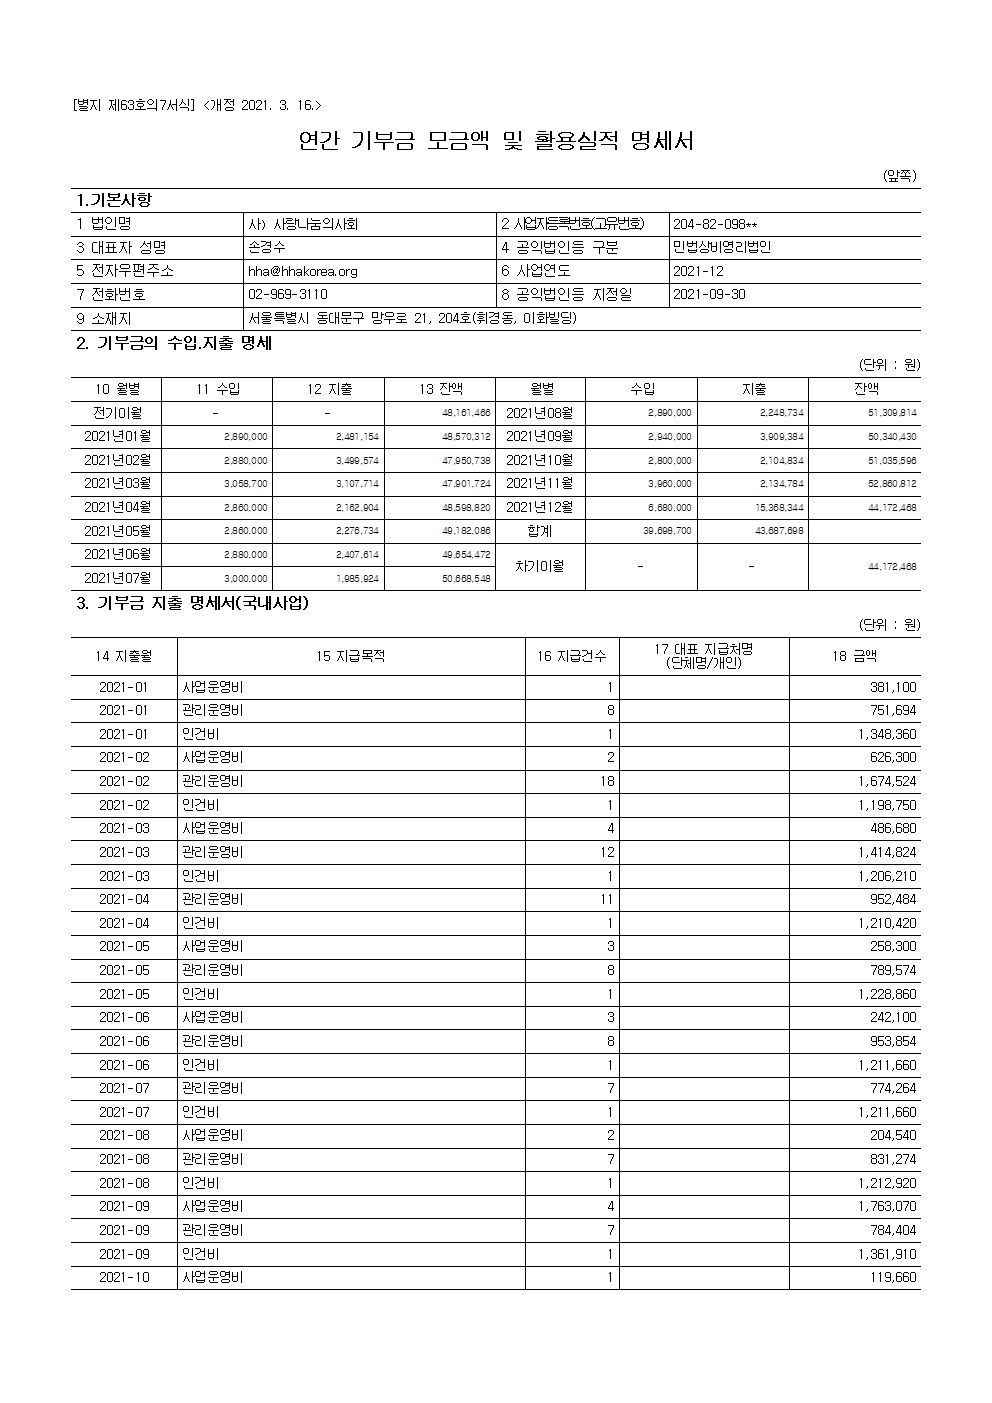 [별지 제63호의7서식] <개정 2021. 3. 16.>
연간 기부금 모금액 및 활용실적 명세서
(앞쪽)
1.기본사항
1 법인명 사) 사랑나눔의사회 2 사업자등록번호(고유번호) 204-82-098**
3 대표자 성명 손경수 4 공익법인등 구분 민법상비영리법인
5 전자우편주소 hha@hhakorea.org 6 사업연도 2021-12
7 전화번호 02-969-3110 8 공익법인등 지정일 2021-09-30
9 소재지 서울특별시 동대문구 망우로 21, 204호(휘경동, 이화빌딩)
2. 기부금의 수입.지출 명세
(단위 : 원)
10 월별 11 수입 12 지출 13 잔액 월별 수입 지출 잔액
전기이월 - - 48,161,466 2021년08월 2,890,000 2,248,734 51,309,814
2021년01월 2,890,000 2,481,154 48,570,312 2021년09월 2,940,000 3,909,384 50,340,430
2021년02월 2,880,000 3,499,574 47,950,738 2021년10월 2,800,000 2,104,834 51,035,596
2021년03월 3,058,700 3,107,714 47,901,724 2021년11월 3,960,000 2,134,784 52,860,812
2021년04월 2,860,000 2,162,904 48,598,820 2021년12월 6,680,000 15,368,344 44,172,468
2021년05월 2,860,000 2,276,734 49,182,086 합계 39,698,700 43,687,698
2021년06월 2,880,000 2,407,614 49,654,472
차기이월 - - 44,172,468
2021년07월 3,000,000 1,985,924 50,668,548
3. 기부금 지출 명세서(국내사업)
(단위 : 원)
14 지출월 15 지급목적 16 지급건수 17 대표 지급처명 18 금액
(단체명/개인)
2021-01 사업운영비 1 381,100
2021-01 관리운영비 8 751,694
2021-01 인건비 1 1,348,360
2021-02 사업운영비 2 626,300
2021-02 관리운영비 18 1,674,524
2021-02 인건비 1 1,198,750
2021-03 사업운영비 4 486,680
2021-03 관리운영비 12 1,414,824
2021-03 인건비 1 1,206,210
2021-04 관리운영비 11 952,484
2021-04 인건비 1 1,210,420
2021-05 사업운영비 3 258,300
2021-05 관리운영비 8 789,574
2021-05 인건비 1 1,228,860
2021-06 사업운영비 3 242,100
2021-06 관리운영비 8 953,854
2021-06 인건비 1 1,211,660
2021-07 관리운영비 7 774,264
2021-07 인건비 1 1,211,660
2021-08 사업운영비 2 204,540
2021-08 관리운영비 7 831,274
2021-08 인건비 1 1,212,920
2021-09 사업운영비 4 1,763,070
2021-09 관리운영비 7 784,404
2021-09 인건비 1 1,361,910
2021-10 사업운영비 1 119,660